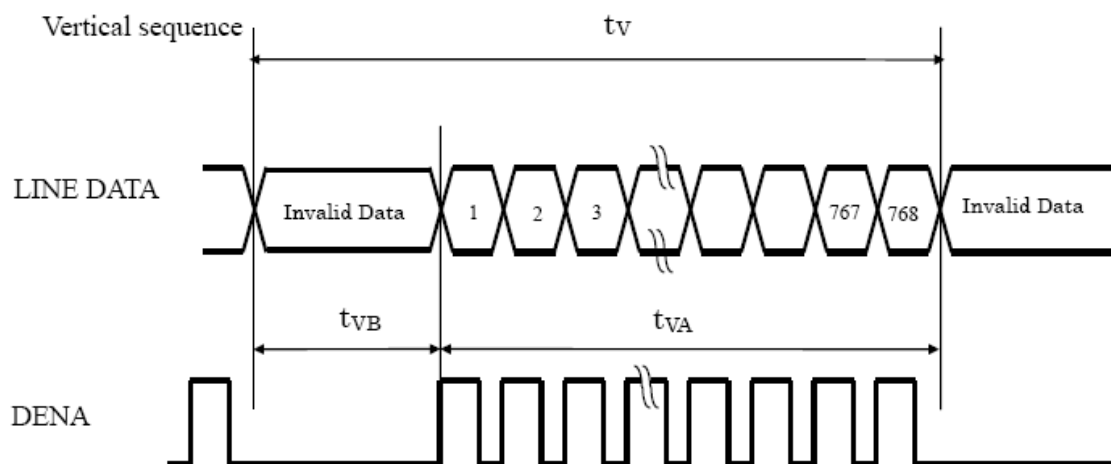 Vertical sequence
tV
LINE DATA
Invalid Data
1
2
3
767
768
Invalid Data
tVB
tVA
DENA